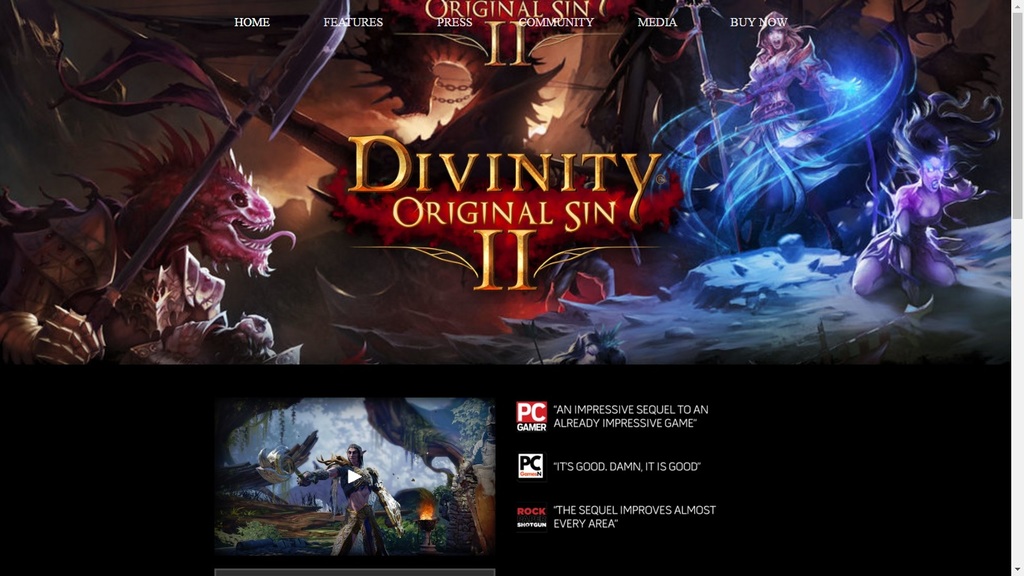 ORIGINAL SIN
II
HOME FEATURES PRESS COMMUNITY MEDIA BUY NOW
DIVINITY
ORIGINAL SIN
II
PC
GAMER
"AN IMPRESSIVE SEQUEL TO AN
ALREADY IMPRESSIVE GAME"
PC
GamesN
"IT'S GOOD. DAMN, IT IS GOOD"
ROCK
SHOTGUN
"THE SEQUEL IMPROVES ALMOST
EVERY AREA"